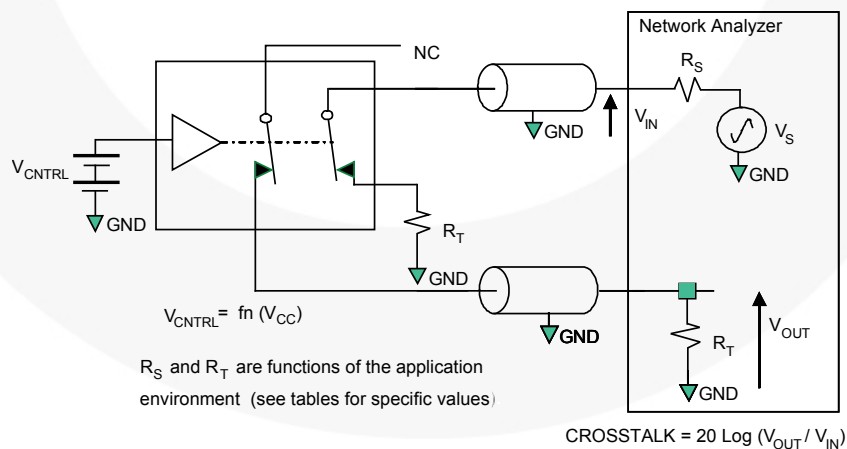 Network Analyzer
NC
R_S
V_IN
V_S
GND
GND
V_CNTRL
GND
R_T
GND
V_CNTRL = fn (V_CC)
GND
R_T
V_OUT
GND
R_S and R_T are functions of the application
environment (see tables for specific values)
CROSSTALK = 20 Log (V_OUT / V_IN)